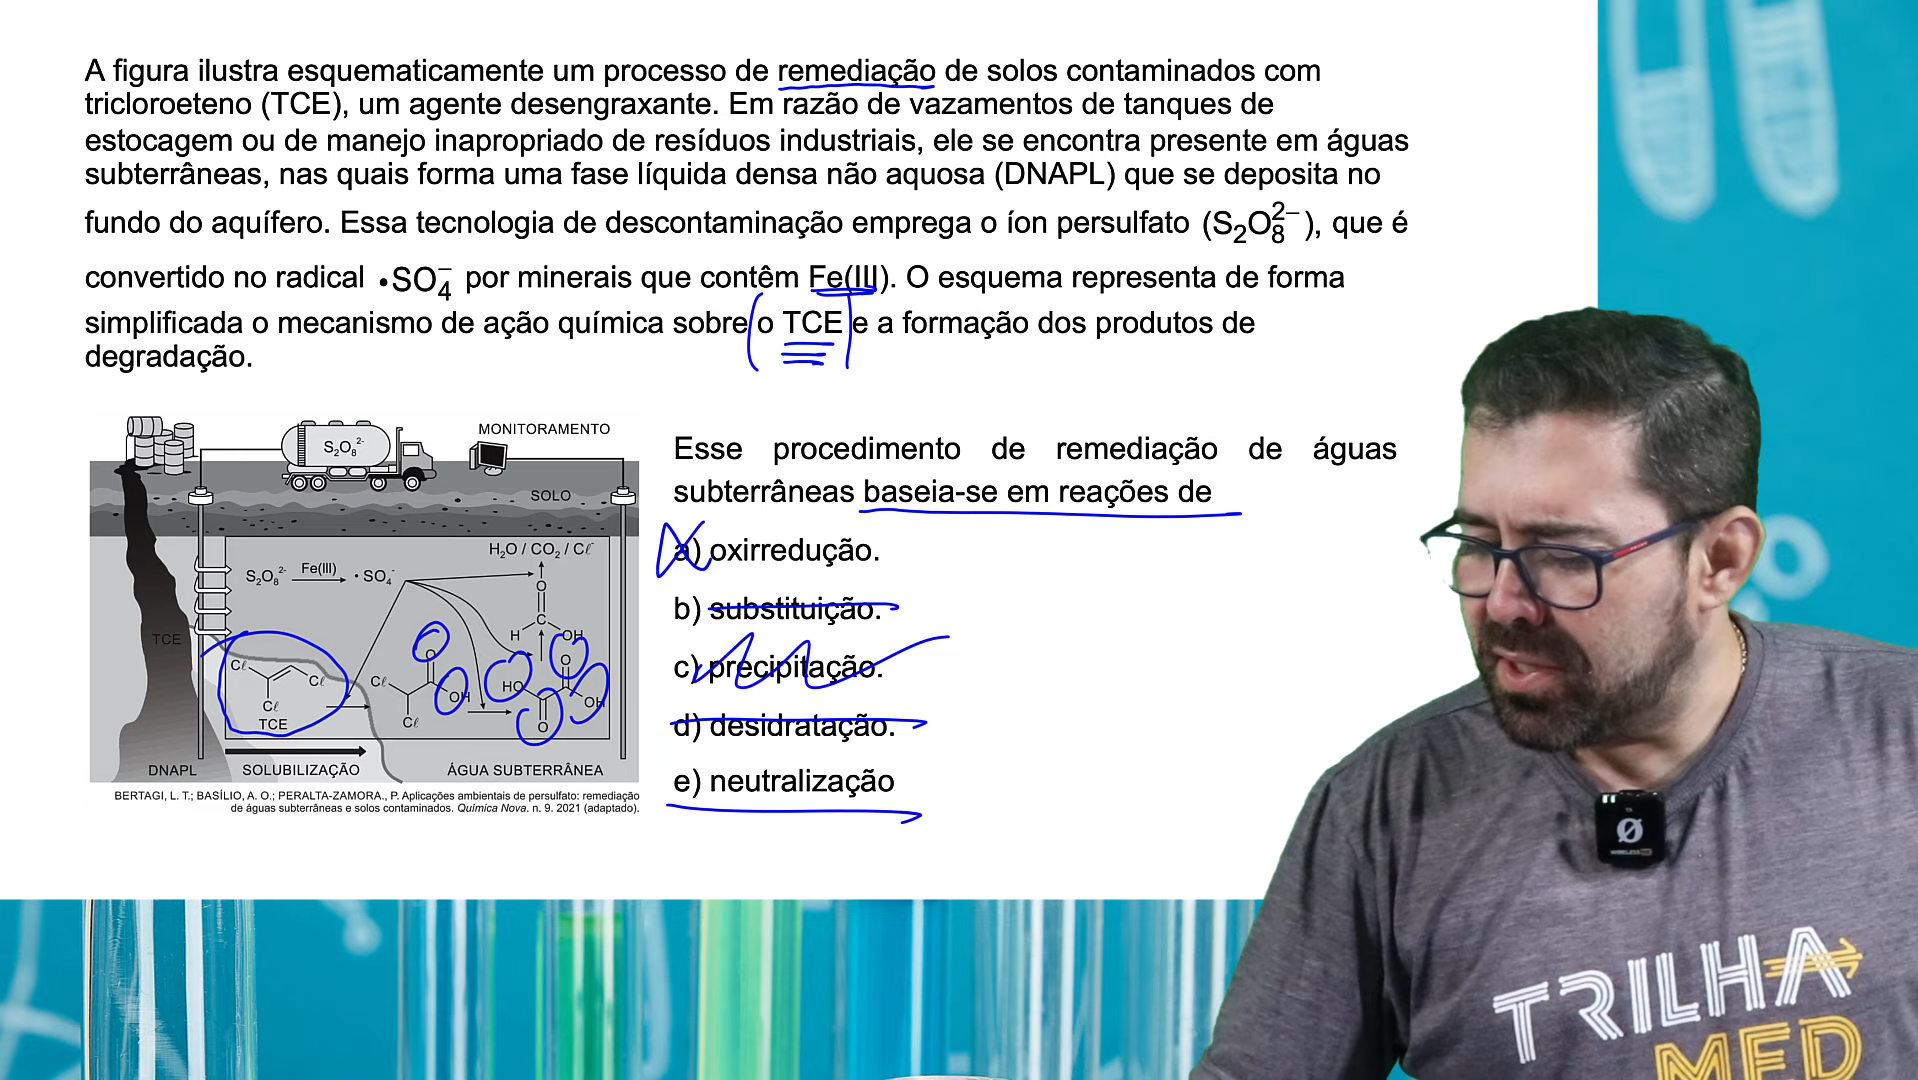 A figura ilustra esquematicamente um processo de remediação de solos contaminados com
tricloroeteno (TCE), um agente desengraxante. Em razão de vazamentos de tanques de
estocagem ou de manejo inapropriado de resíduos industriais, ele se encontra presente em águas
subterrâneas, nas quais forma uma fase líquida densa não aquosa (DNAPL) que se deposita no
fundo do aquífero. Essa tecnologia de descontaminação emprega o íon persulfato (S₂O₈²⁻), que é
convertido no radical •SO₄⁻ por minerais que contêm Fe(III). O esquema representa de forma
simplificada o mecanismo de ação química sobre o TCE e a formação dos produtos de
degradação.
MONITORAMENTO
S₂O₈²⁻
SOLO
H₂O / CO₂ / Cℓ⁻
S₂O₈²⁻ Fe(III) •SO₄⁻
O
C
H OH
TCE
Cℓ Cℓ
Cℓ
TCE
O
Cℓ OH
Cℓ
O
HO OH
O
DNAPL SOLUBILIZAÇÃO ÁGUA SUBTERRÂNEA
BERTAGI, L. T.; BASÍLIO, A. O.; PERALTA-ZAMORA., P. Aplicações ambientais de persulfato: remediação
de águas subterrâneas e solos contaminados. Química Nova. n. 9. 2021 (adaptado).
Esse procedimento de remediação de águas
subterrâneas baseia-se em reações de
a) oxirredução.
b) substituição.
c) precipitação.
d) desidratação.
e) neutralização
TRILHA
MED